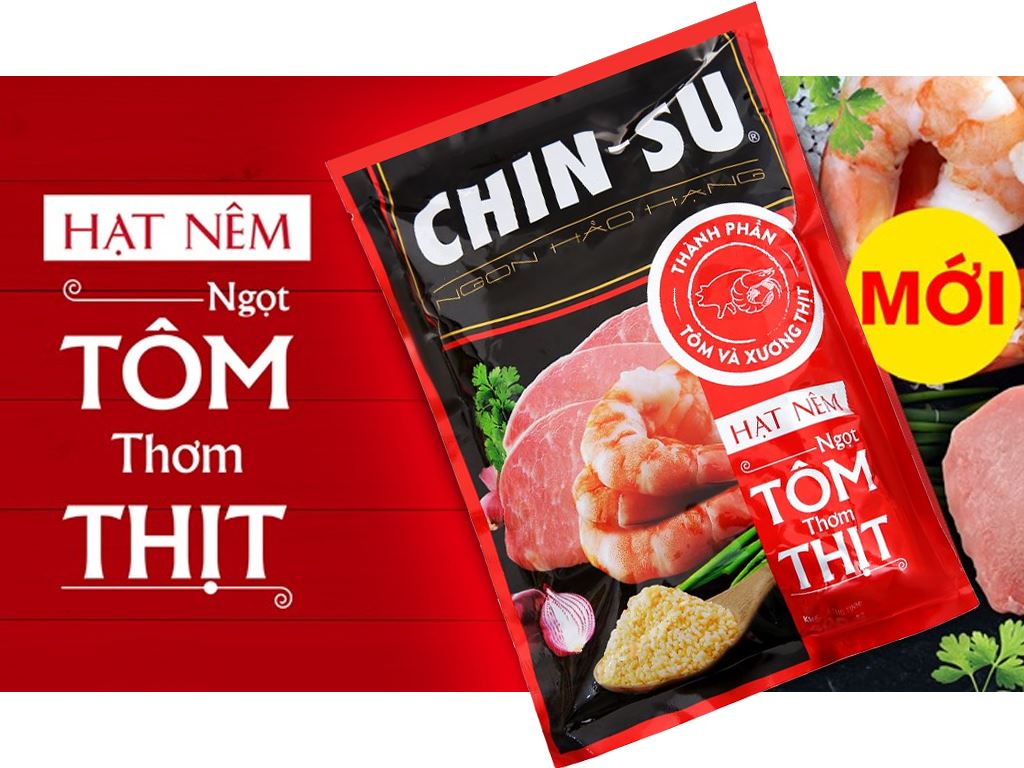 HẠT NÊM
Ngọt
TÔM
Thơm
THỊT
CHIN-SU®
NGON HẢO HẠNG
THÀNH PHẦN
TÔM VÀ XƯƠNG THỊT
HẠT NÊM
Ngọt
TÔM
Thơm
THỊT
MỚI